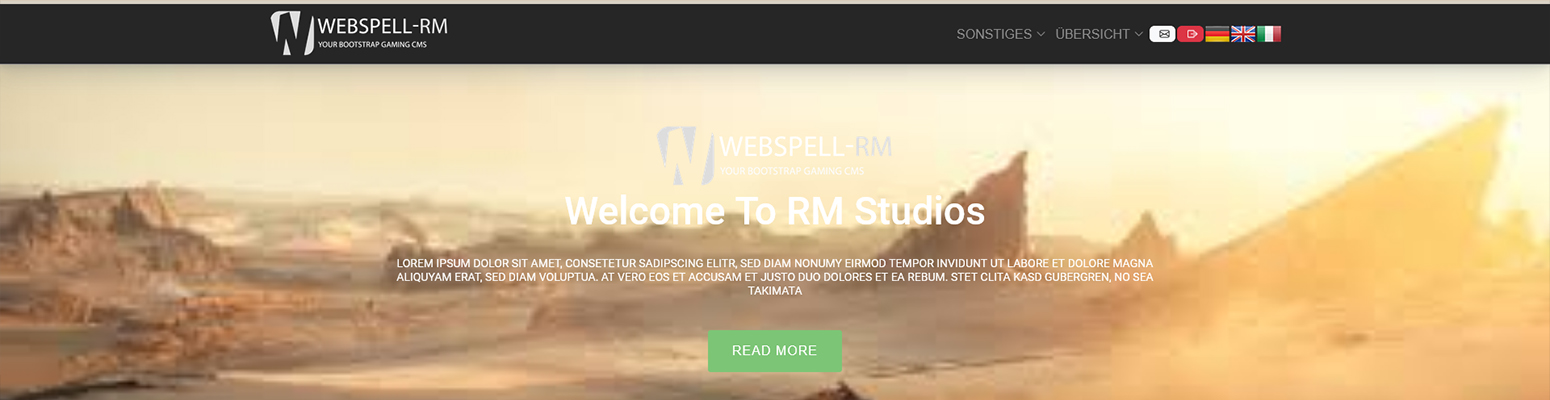 WEBSPELL-RM
YOUR BOOTSTRAP GAMING CMS
SONSTIGES ÜBERSICHT
WEBSPELL-RM
YOUR BOOTSTRAP GAMING CMS
Welcome To RM Studios
LOREM IPSUM DOLOR SIT AMET, CONSETETUR SADIPSCING ELITR, SED DIAM NONUMY EIRMOD TEMPOR INVIDUNT UT LABORE ET DOLORE MAGNA
ALIQUYAM ERAT, SED DIAM VOLUPTUA. AT VERO EOS ET ACCUSAM ET JUSTO DUO DOLORES ET EA REBUM. STET CLITA KASD GUBERGREN, NO SEA
TAKIMATA
READ MORE